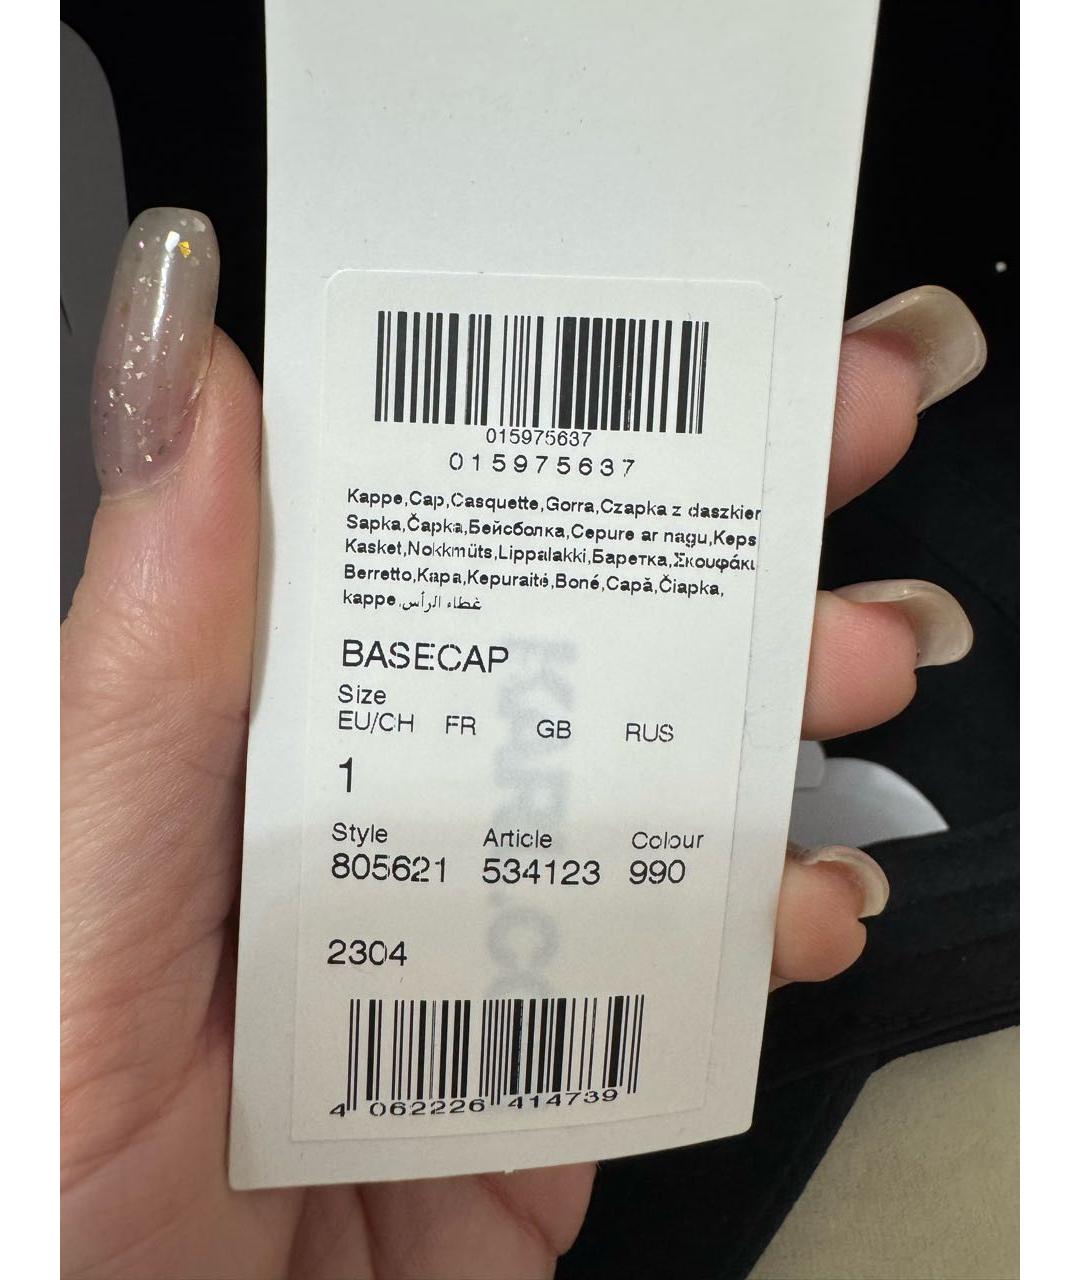 015975637
015975637
Kappe,Cap,Casquette,Gorra,Czapka z daszkier
Sapka,Čapka,Бейсболка,Cepure ar nagu,Keps
Kasket,Nokkmüts,Lippalakki,Баретка,Σκουφάκι
Berretto,Kapa,Kepuraitė,Boné,Capă,Čiapka,
kappe,غطاء الرأس
BASECAP
Size
EU/CH FR GB RUS
1
Style Article Colour
805621 534123 990
2304
4 062226 414739